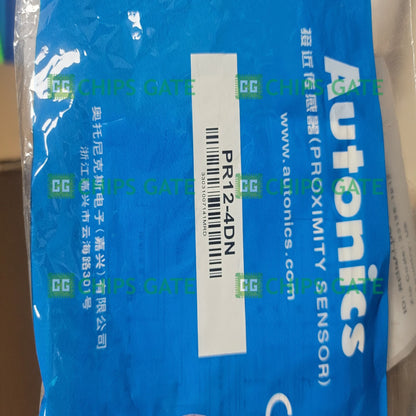 Autonics
接近传感器(PROXIMITY SENSOR)
www.autonics.com
PR12-4DN
奥托尼克斯电子(嘉兴)有限公司
浙江嘉兴市云海路301号
CHIPS GATE
CHIPS GATE
CHIPS GATE
CHIPS GATE
CHIPS GATE
CHIPS GATE